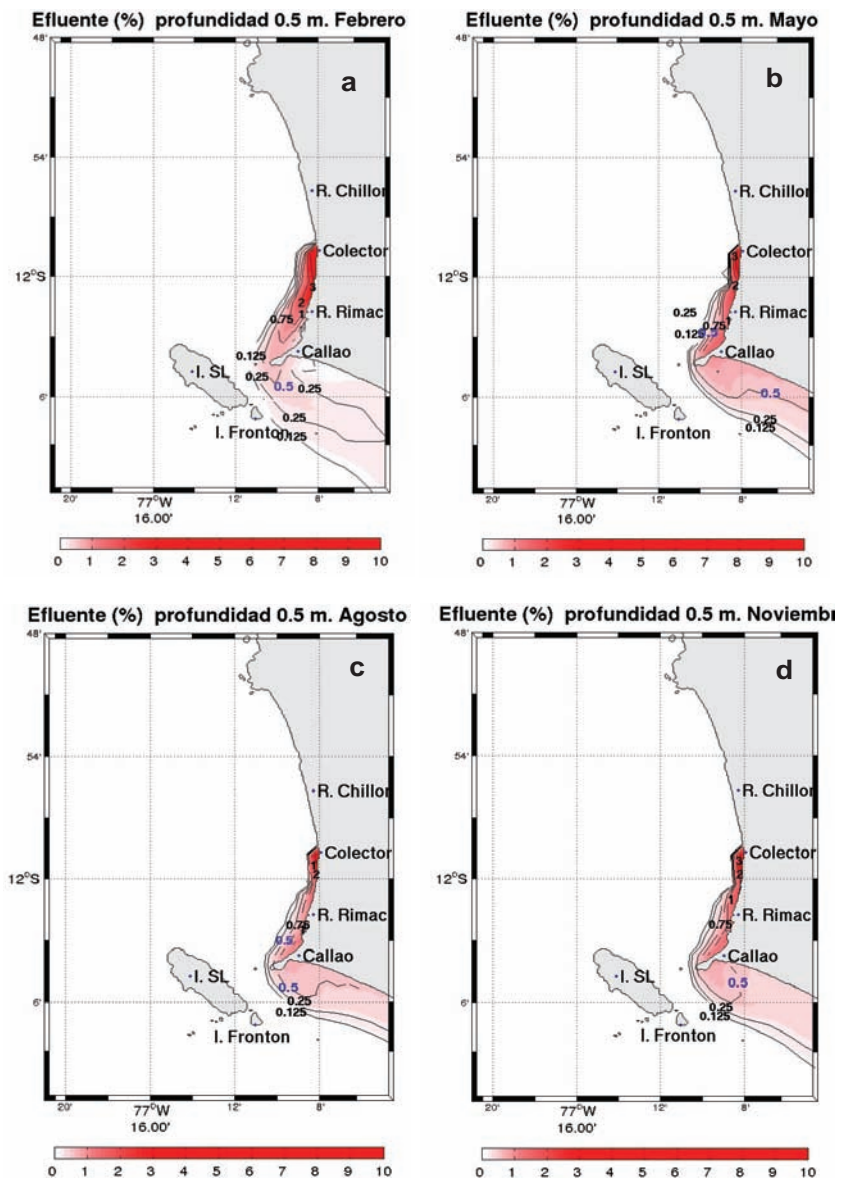 Efluente (%) profundidad 0.5 m. Febrero
48'
a
54'
R. Chillor
Colector
12°S
3
2
1
R. Rimac
0.75
0.125
Callao
I. SL
0.25
0.5
0.25
6'
0.25
I. Fronton
0.125
20'
77°W
16.00'
12'
8'
0 1 2 3 4 5 6 7 8 9 10
Efluente (%) profundidad 0.5 m. Mayo
48'
b
54'
R. Chillor
Colector
3
12°S
2
0.25
R. Rimac
1
0.75
0.125
0.5
Callao
I. SL
0.5
6'
0.25
0.125
I. Fronton
20'
77°W
16.00'
12'
8'
0 1 2 3 4 5 6 7 8 9 10
Efluente (%) profundidad 0.5 m. Agosto
48'
c
54'
R. Chillor
Colector
1
2
12°S
R. Rimac
0.75
0.5
Callao
I. SL
0.5
0.25
6'
0.125
I. Fronton
20'
77°W
16.00'
12'
8'
0 1 2 3 4 5 6 7 8 9 10
Efluente (%) profundidad 0.5 m. Noviembr
48'
d
54'
R. Chillor
Colector
3
2
12°S
1
R. Rimac
0.75
Callao
I. SL
0.5
0.25
6'
0.125
I. Fronton
20'
77°W
16.00'
12'
8'
0 1 2 3 4 5 6 7 8 9 10